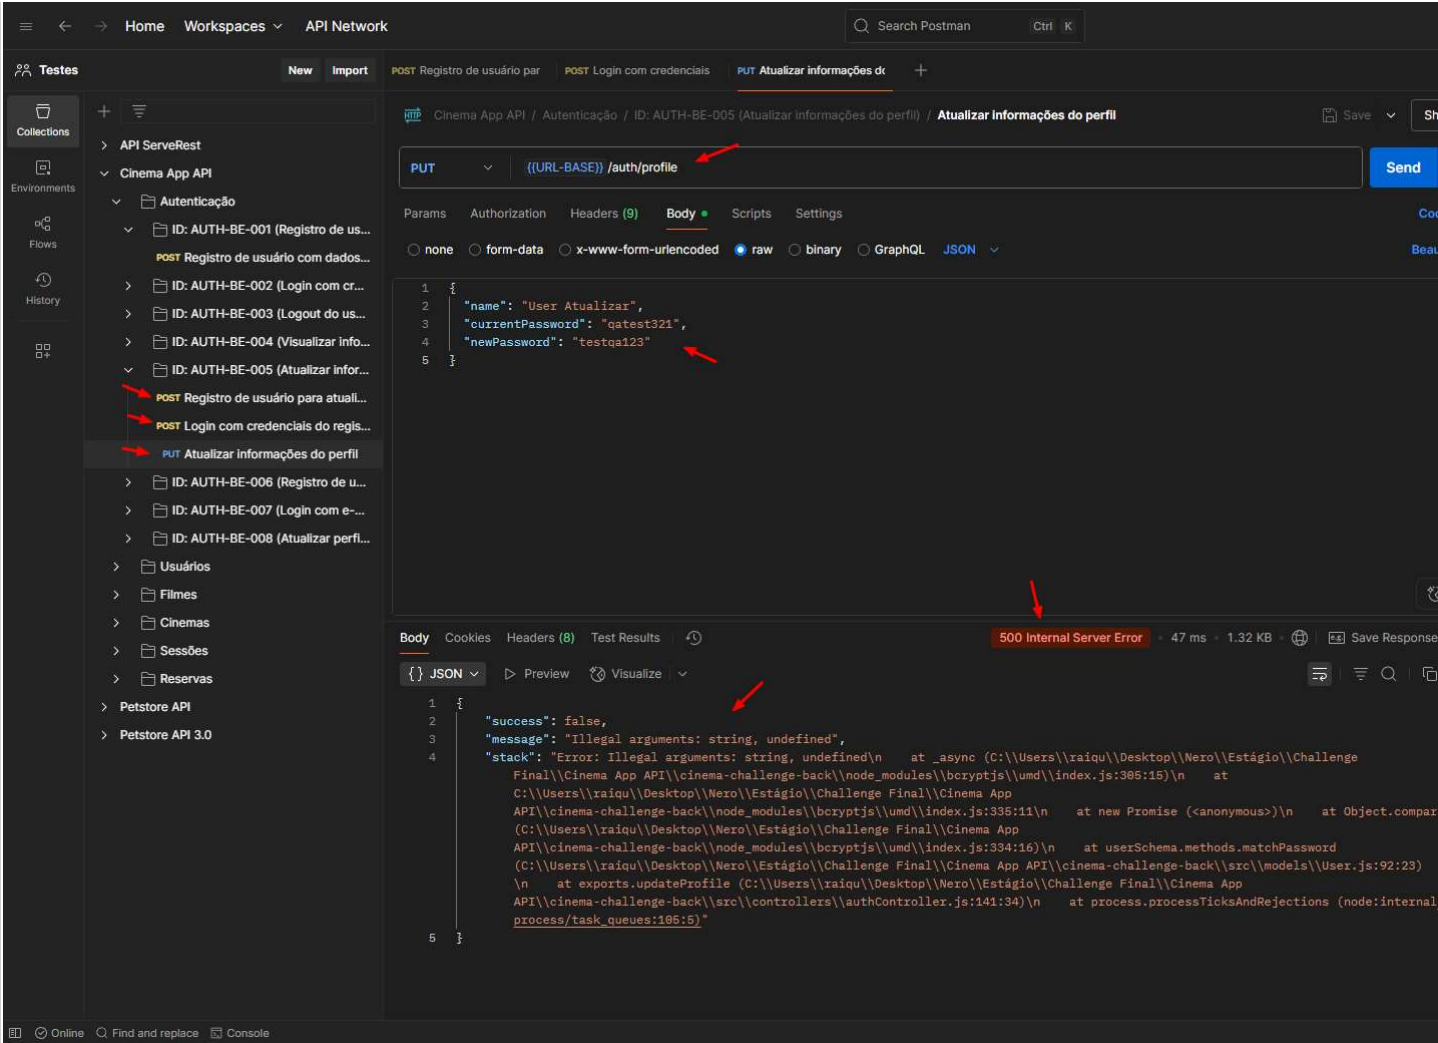 Home Workspaces API Network Search Postman Ctrl K
Testes New Import POST Registro de usuário par POST Login com credenciais PUT Atualizar informações do
Collections
Environments
Flows
History
API ServeRest
Cinema App API
Autenticação
ID: AUTH-BE-001 (Registro de us...
POST Registro de usuário com dados...
ID: AUTH-BE-002 (Login com cr...
ID: AUTH-BE-003 (Logout do us...
ID: AUTH-BE-004 (Visualizar info...
ID: AUTH-BE-005 (Atualizar infor...
POST Registro de usuário para atuali...
POST Login com credenciais do regis...
PUT Atualizar informações do perfil
ID: AUTH-BE-006 (Registro de u...
ID: AUTH-BE-007 (Login com e-...
ID: AUTH-BE-008 (Atualizar perfi...
Usuários
Filmes
Cinemas
Sessões
Reservas
Petstore API
Petstore API 3.0
HTTP Cinema App API / Autenticação / ID: AUTH-BE-005 (Atualizar informações do perfil) / Atualizar informações do perfil Save Sh
PUT {{URL-BASE}} /auth/profile Send
Params Authorization Headers (9) Body Scripts Settings Coo
none form-data x-www-form-urlencoded raw binary GraphQL JSON Beau
1 {
2 "name": "User Atualizar",
3 "currentPassword": "qatest321",
4 "newPassword": "testqa123"
5 }
Body Cookies Headers (8) Test Results 500 Internal Server Error 47 ms 1.32 KB e.g. Save Response
{} JSON Preview Visualize
1 {
2 "success": false,
3 "message": "Illegal arguments: string, undefined",
4 "stack": "Error: Illegal arguments: string, undefined\n    at _async (C:\\Users\\raiqu\\Desktop\\Nero\\Estágio\\Challenge
Final\\Cinema App API\\cinema-challenge-back\\node_modules\\bcryptjs\\umd\\index.js:305:15)\n    at
C:\\Users\\raiqu\\Desktop\\Nero\\Estágio\\Challenge Final\\Cinema App
API\\cinema-challenge-back\\node_modules\\bcryptjs\\umd\\index.js:335:11\n    at new Promise (<anonymous>)\n    at Object.compar
(C:\\Users\\raiqu\\Desktop\\Nero\\Estágio\\Challenge Final\\Cinema App
API\\cinema-challenge-back\\node_modules\\bcryptjs\\umd\\index.js:334:16)\n    at userSchema.methods.matchPassword
(C:\\Users\\raiqu\\Desktop\\Nero\\Estágio\\Challenge Final\\Cinema App API\\cinema-challenge-back\\src\\models\\User.js:92:23)
\n    at exports.updateProfile (C:\\Users\\raiqu\\Desktop\\Nero\\Estágio\\Challenge Final\\Cinema App
API\\cinema-challenge-back\\src\\controllers\\authController.js:141:34)\n    at process.processTicksAndRejections (node:internal
process/task_queues:105:5)"
5 }
Online Find and replace Console